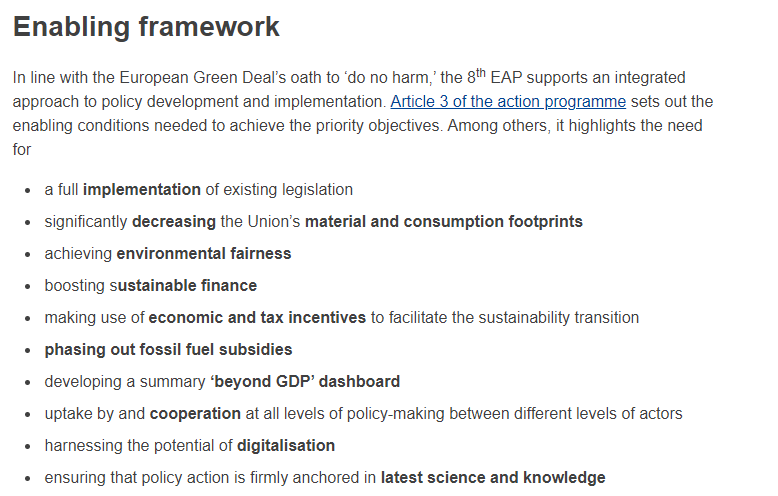 Enabling framework
In line with the European Green Deal’s oath to ‘do no harm,’ the 8th EAP supports an integrated
approach to policy development and implementation. Article 3 of the action programme sets out the
enabling conditions needed to achieve the priority objectives. Among others, it highlights the need
for
• a full implementation of existing legislation
• significantly decreasing the Union’s material and consumption footprints
• achieving environmental fairness
• boosting sustainable finance
• making use of economic and tax incentives to facilitate the sustainability transition
• phasing out fossil fuel subsidies
• developing a summary ‘beyond GDP’ dashboard
• uptake by and cooperation at all levels of policy-making between different levels of actors
• harnessing the potential of digitalisation
• ensuring that policy action is firmly anchored in latest science and knowledge